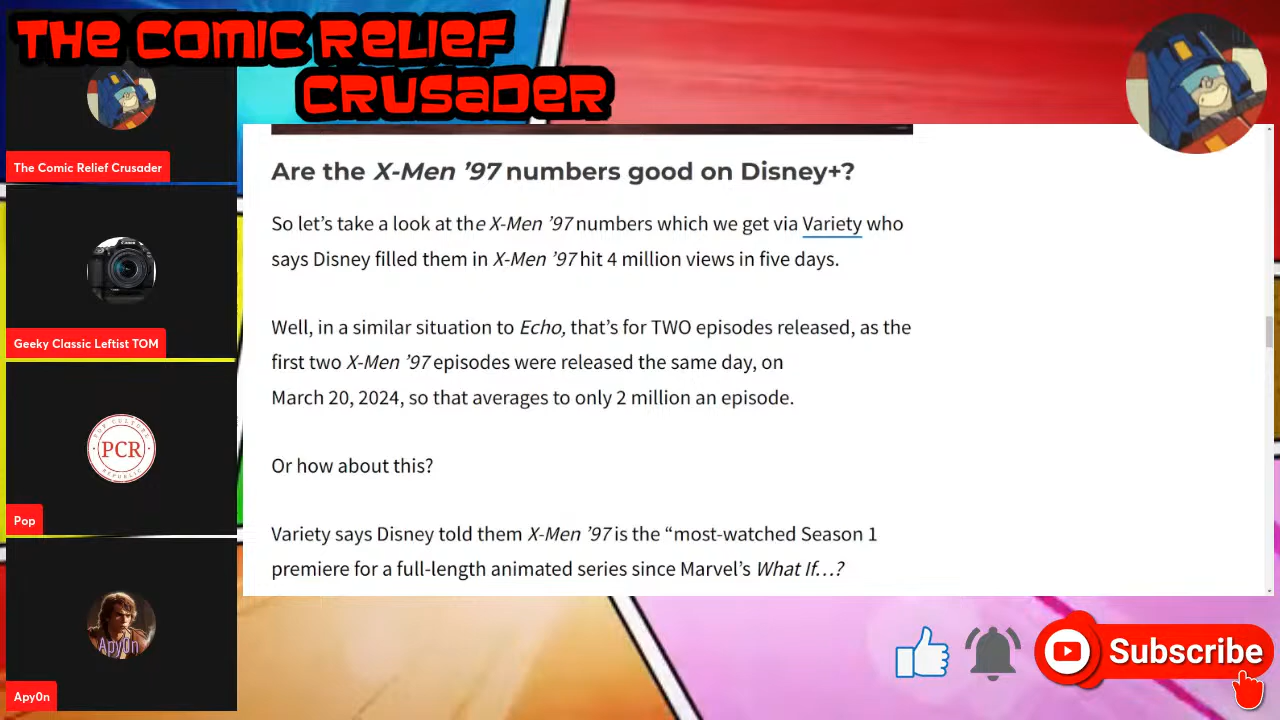 THE COMIC RELIEF
CRUSADER
The Comic Relief Crusader
Geeky Classic Leftist TOM
POP CULTURE
PCR
REPUBLIC
Pop
Apy0n
Apy0n
Are the X-Men ’97 numbers good on Disney+?
So let’s take a look at the X-Men ’97 numbers which we get via Variety who
says Disney filled them in X-Men ’97 hit 4 million views in five days.
Well, in a similar situation to Echo, that’s for TWO episodes released, as the
first two X-Men ’97 episodes were released the same day, on
March 20, 2024, so that averages to only 2 million an episode.
Or how about this?
Variety says Disney told them X-Men ’97 is the “most-watched Season 1
premiere for a full-length animated series since Marvel’s What If…?
Subscribe